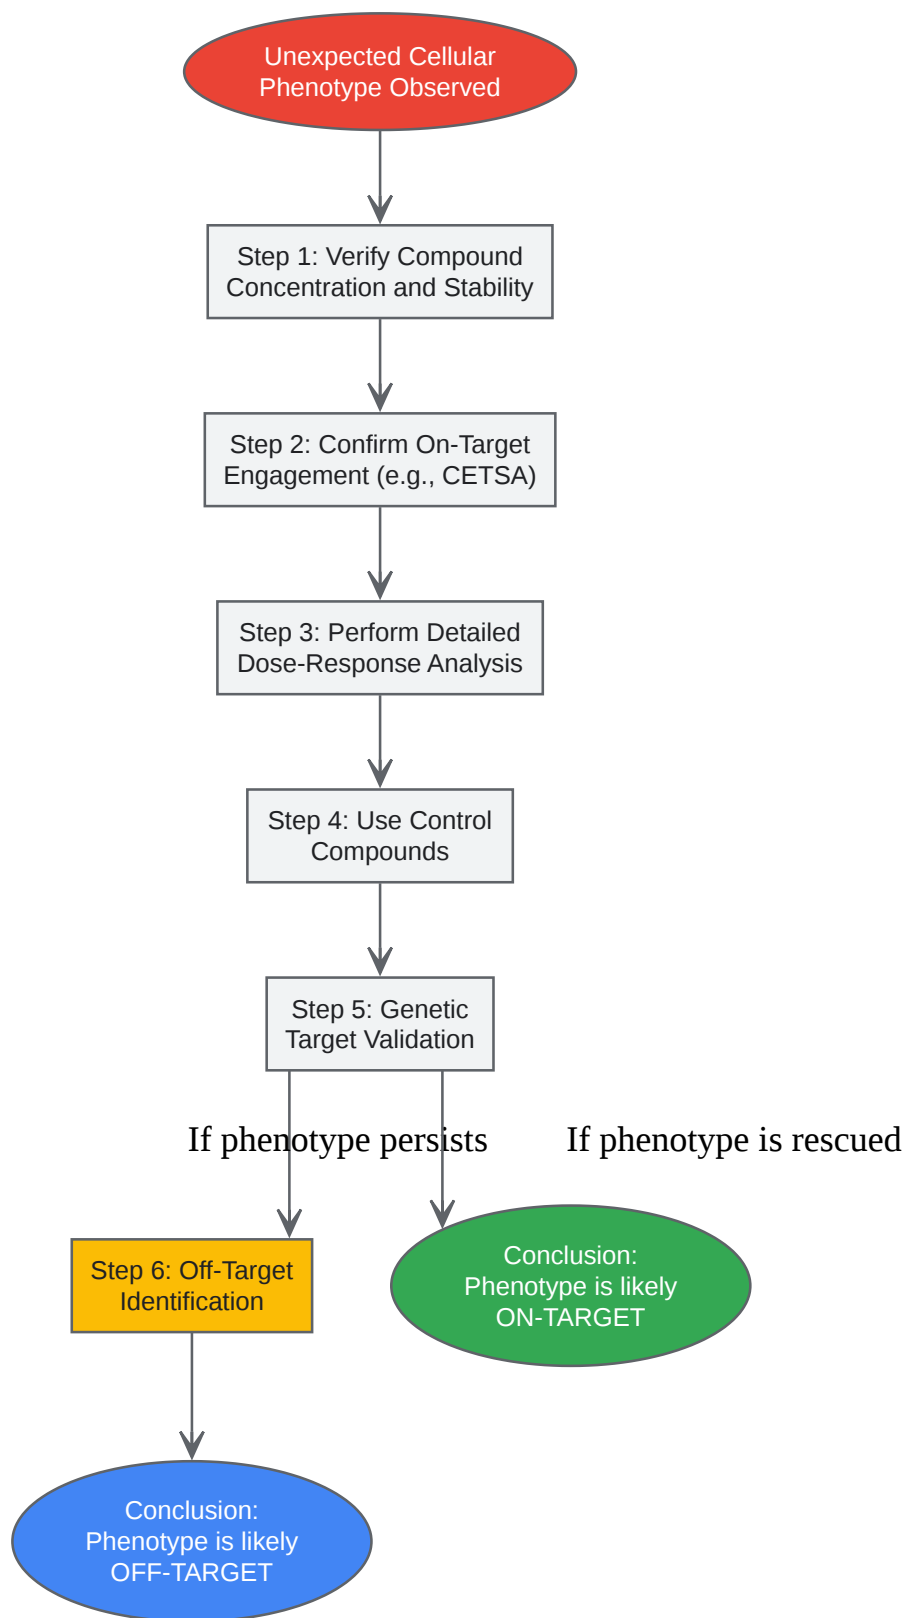 Unexpected Cellular
Phenotype Observed
Step 1: Verify Compound
Concentration and Stability
Step 2: Confirm On-Target
Engagement (e.g., CETSA)
Step 3: Perform Detailed
Dose-Response Analysis
Step 4: Use Control
Compounds
Step 5: Genetic
Target Validation
If phenotype persists
If phenotype is rescued
Step 6: Off-Target
Identification
Conclusion:
Phenotype is likely
ON-TARGET
Conclusion:
Phenotype is likely
OFF-TARGET